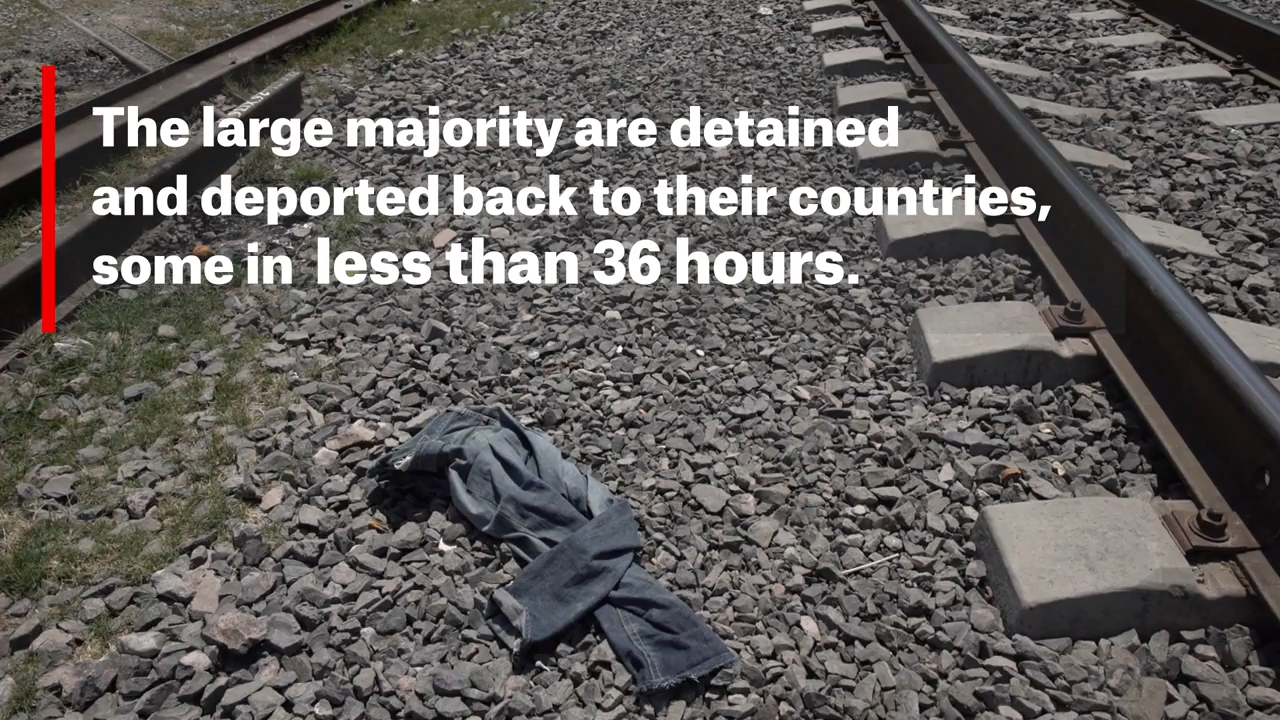 The large majority are detained
and deported back to their countries,
some in less than 36 hours.